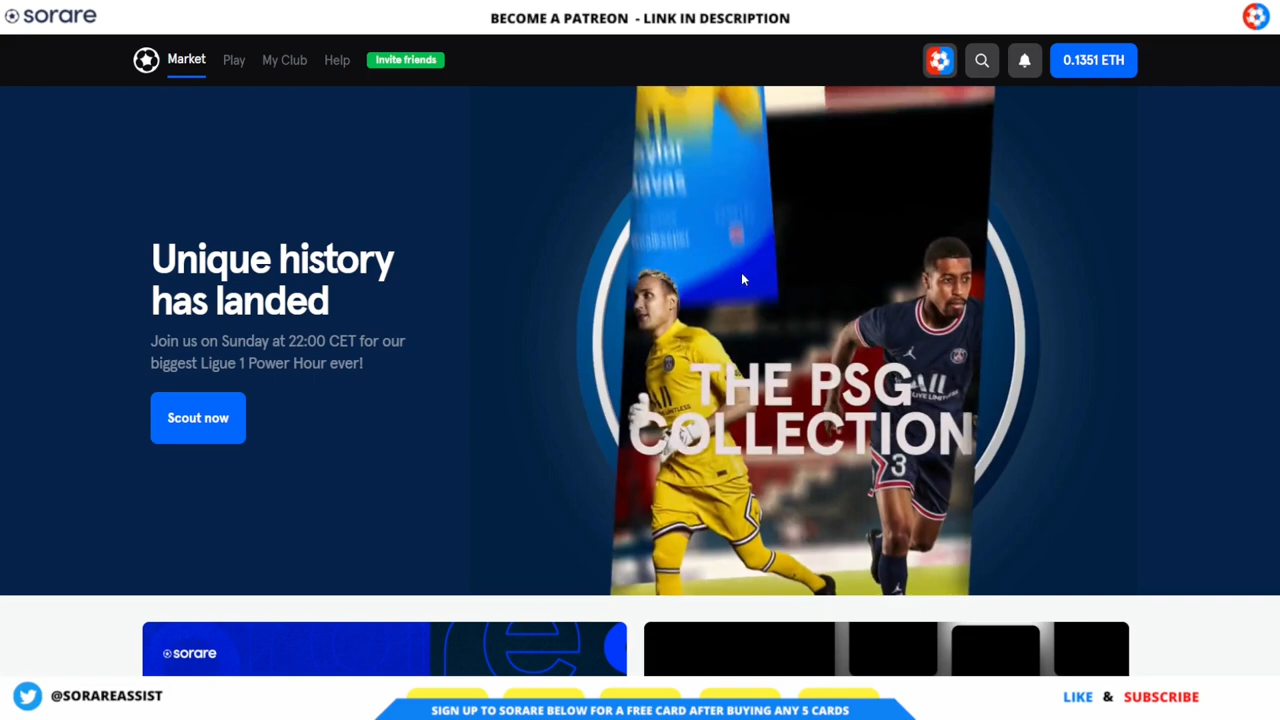 sorare
BECOME A PATREON - LINK IN DESCRIPTION
Market
Play
My Club
Help
Invite friends
0.1351 ETH
Unique history
has landed
Join us on Sunday at 22:00 CET for our
biggest Ligue 1 Power Hour ever!
Scout now
THE PSG
COLLECTION
3
sorare
@SORAREASSIST
SIGN UP TO SORARE BELOW FOR A FREE CARD AFTER BUYING ANY 5 CARDS
LIKE & SUBSCRIBE